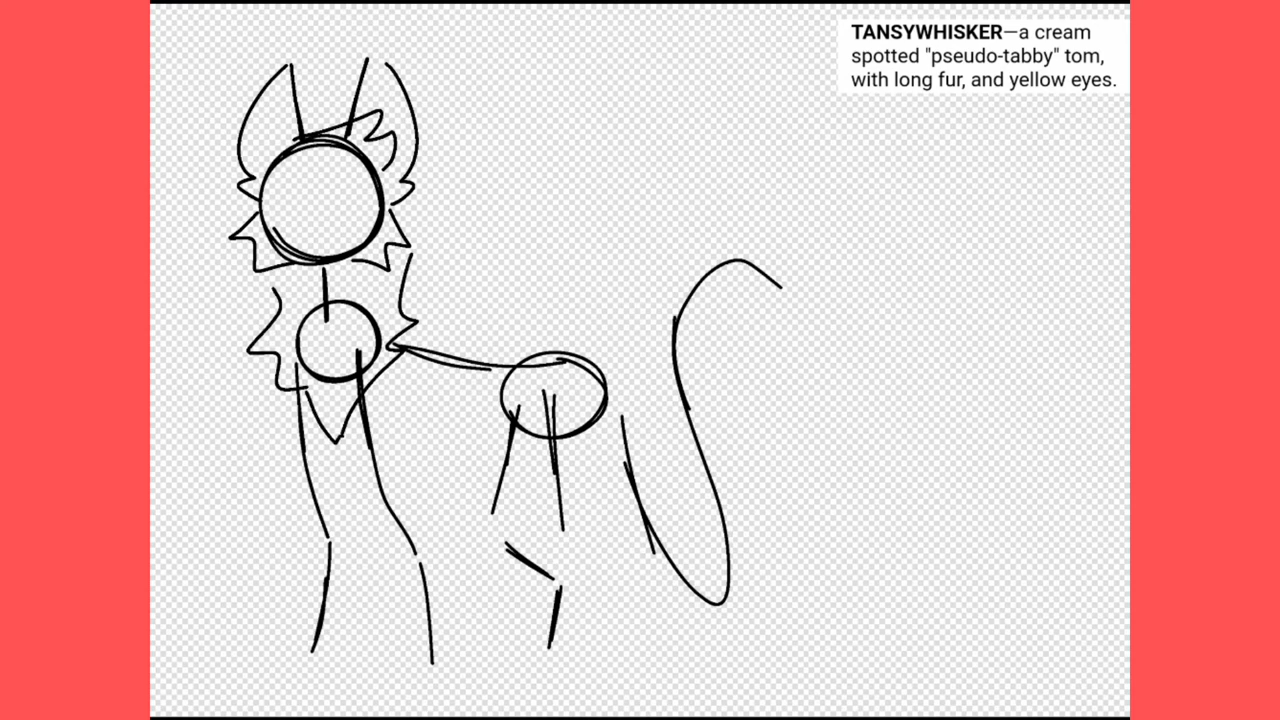 TANSYWHISKER—a cream
spotted "pseudo-tabby" tom,
with long fur, and yellow eyes.